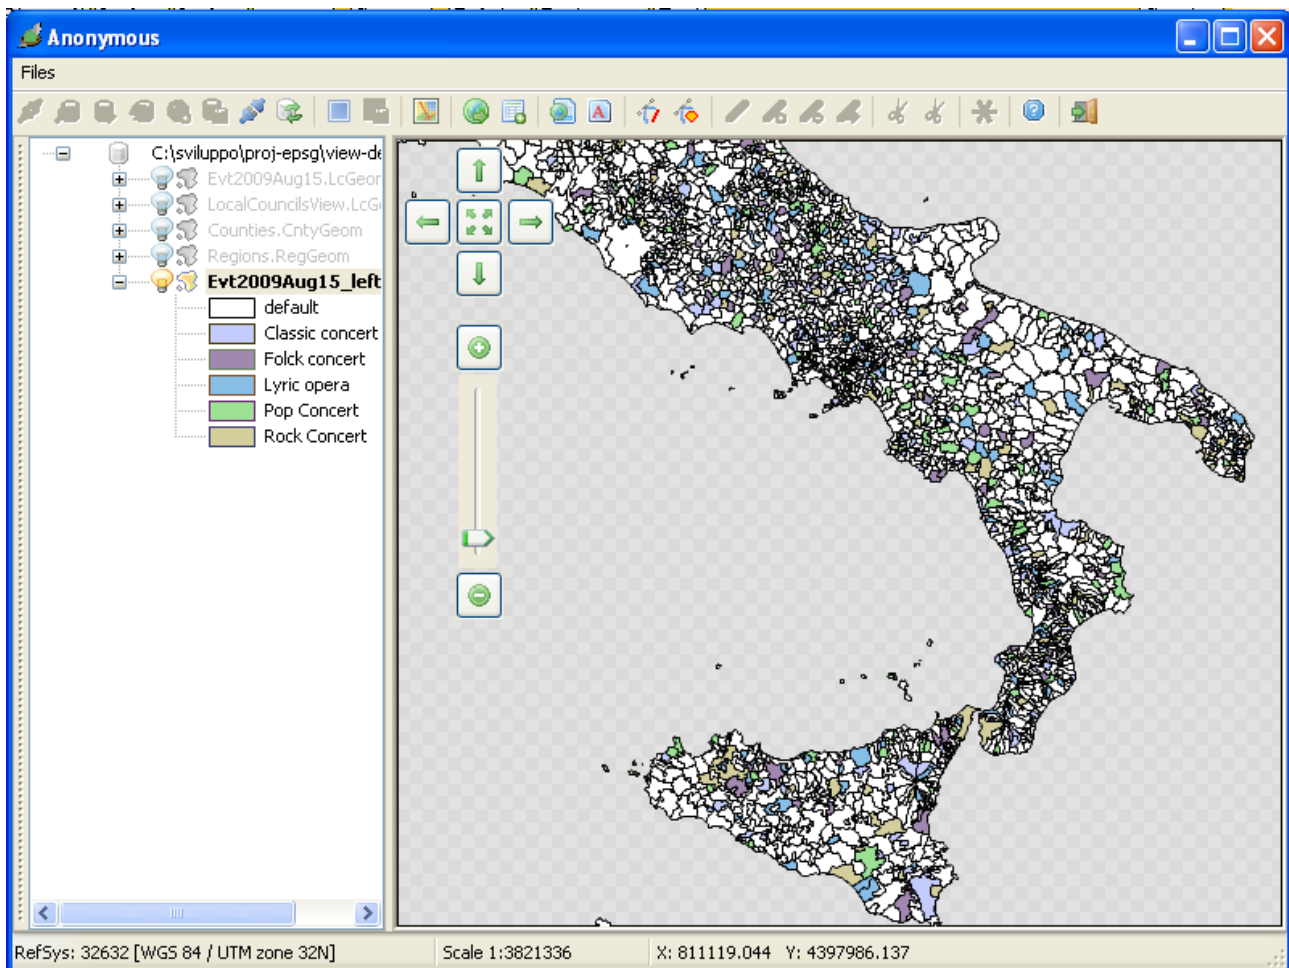 Anonymous
Files
C:\sviluppo\proj-epsg\view-de
Evt2009Aug15.LcGeor
LocalCouncilsView.LcG
Counties.CntyGeom
Regions.RegGeom
Evt2009Aug15_left
default
Classic concert
Folck concert
Lyric opera
Pop Concert
Rock Concert
RefSys: 32632 [WGS 84 / UTM zone 32N] Scale 1:3821336 X: 811119.044 Y: 4397986.137